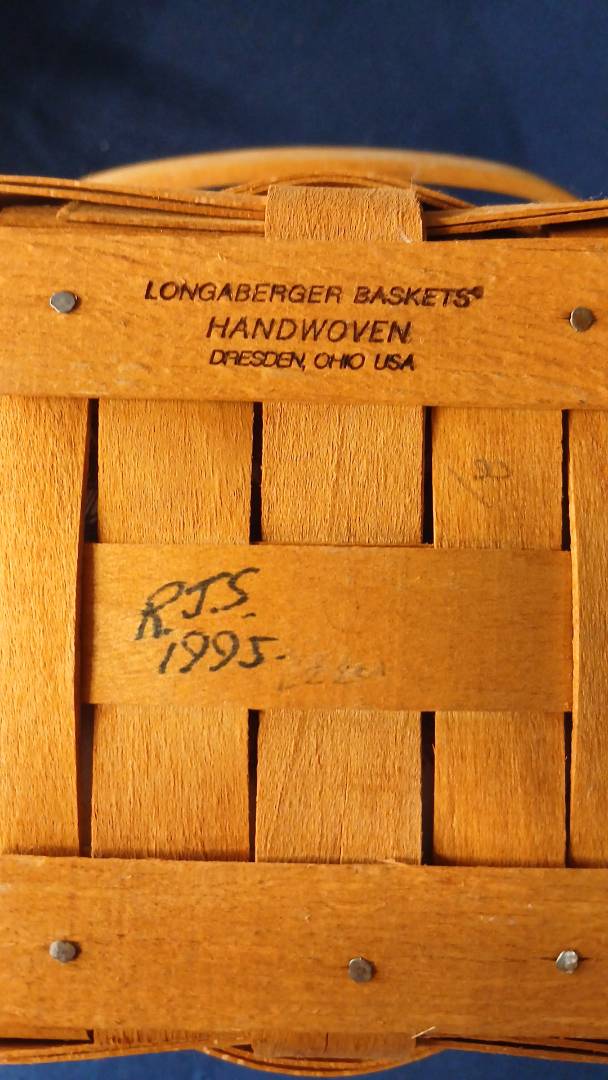 LONGABERGER BASKETS®
HANDWOVEN
DRESDEN, OHIO USA
R.J.S.
1995.